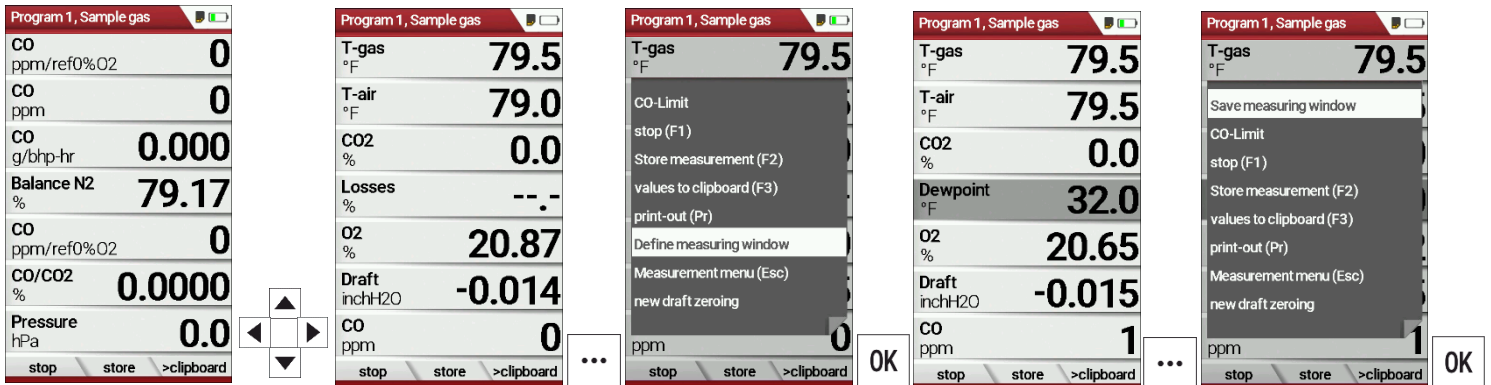 Program 1, Sample gas
CO 0
ppm/ref0%O2
CO 0
ppm
CO 0.000
g/bhp-hr
Balance N2 79.17
%
CO 0
ppm/ref0%O2
CO/CO2 0.0000
%
Pressure 0.0
hPa
stop store >clipboard
Program 1, Sample gas
T-gas 79.5
°F
T-air 79.0
°F
CO2 0.0
%
Losses --.-
%
O2 20.87
%
Draft -0.014
inchH2O
CO 0
ppm
stop store >clipboard
...
Program 1, Sample gas
T-gas 79.5
°F
CO-Limit
stop (F1)
Store measurement (F2)
values to clipboard (F3)
print-out (Pr)
Define measuring window
Measurement menu (Esc)
new draft zeroing
ppm 0
stop store >clipboard
OK
Program 1, Sample gas
T-gas 79.5
°F
T-air 79.5
°F
CO2 0.0
%
Dewpoint 32.0
°F
O2 20.65
%
Draft -0.015
inchH2O
CO 1
ppm
stop store >clipboard
...
Program 1, Sample gas
T-gas 79.5
°F
Save measuring window
CO-Limit
stop (F1)
Store measurement (F2)
values to clipboard (F3)
print-out (Pr)
Measurement menu (Esc)
new draft zeroing
ppm 1
stop store >clipboard
OK